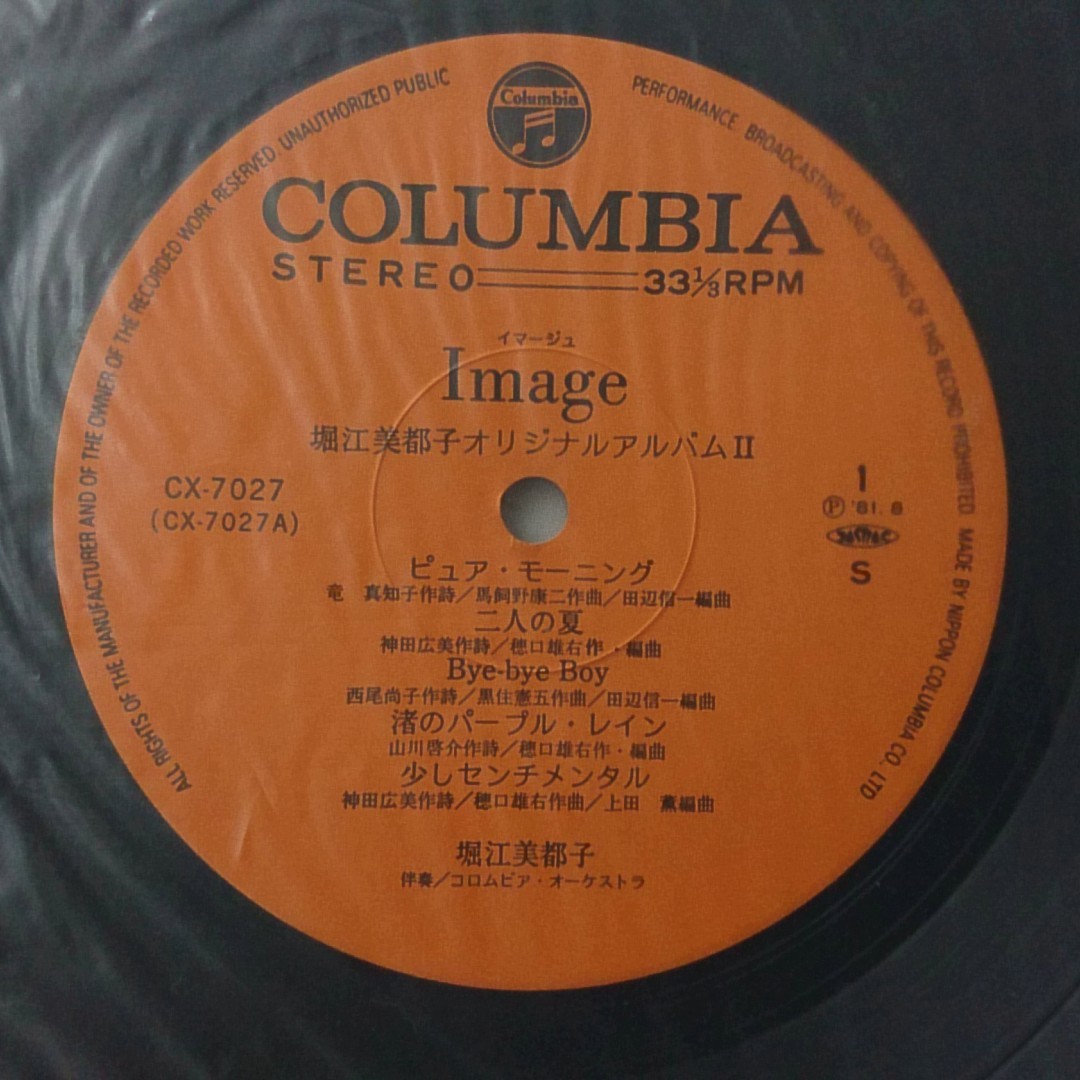 ALL RIGHTS OF THE MANUFACTURER AND OF THE OWNER OF THE RECORDED WORK RESERVED UNAUTHORIZED PUBLIC PERFORMANCE BROADCASTING AND COPYING OF THIS RECORD PROHIBITED MADE BY NIPPON COLUMBIA CO., LTD
Columbia
COLUMBIA
STEREO 33⅓RPM
イマージュ
Image
堀江美都子オリジナルアルバムII
CX-7027
(CX-7027A)
1
Ⓟ '81. 8
JASRAC
S
ピュア・モーニング
竜 真知子作詩/馬飼野康二作曲/田辺信一編曲
二人の夏
神田広美作詩/穂口雄右作・編曲
Bye-bye Boy
西尾尚子作詩/黒住憲五作曲/田辺信一編曲
渚のパープル・レイン
山川啓介作詩/穂口雄右作・編曲
少しセンチメンタル
神田広美作詩/穂口雄右作曲/上田 薫編曲
堀江美都子
伴奏/コロムビア・オーケストラ